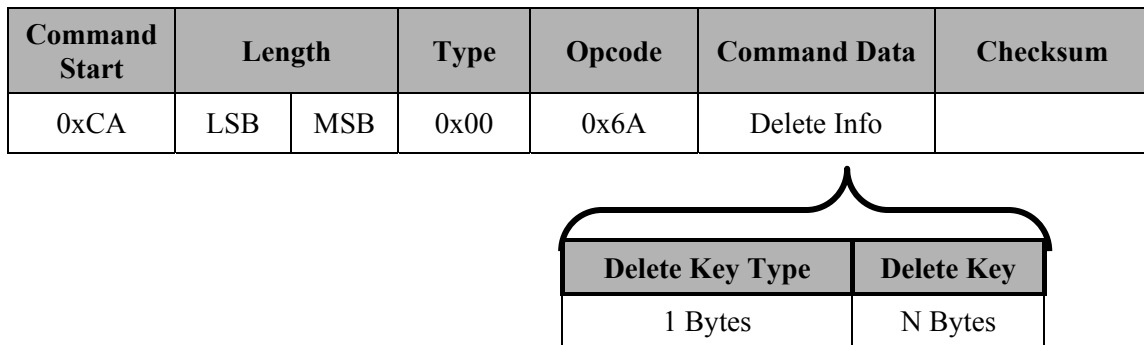 Command Start Length Type Opcode Command Data Checksum
0xCA LSB MSB 0x00 0x6A Delete Info
Delete Key Type Delete Key
1 Bytes N Bytes